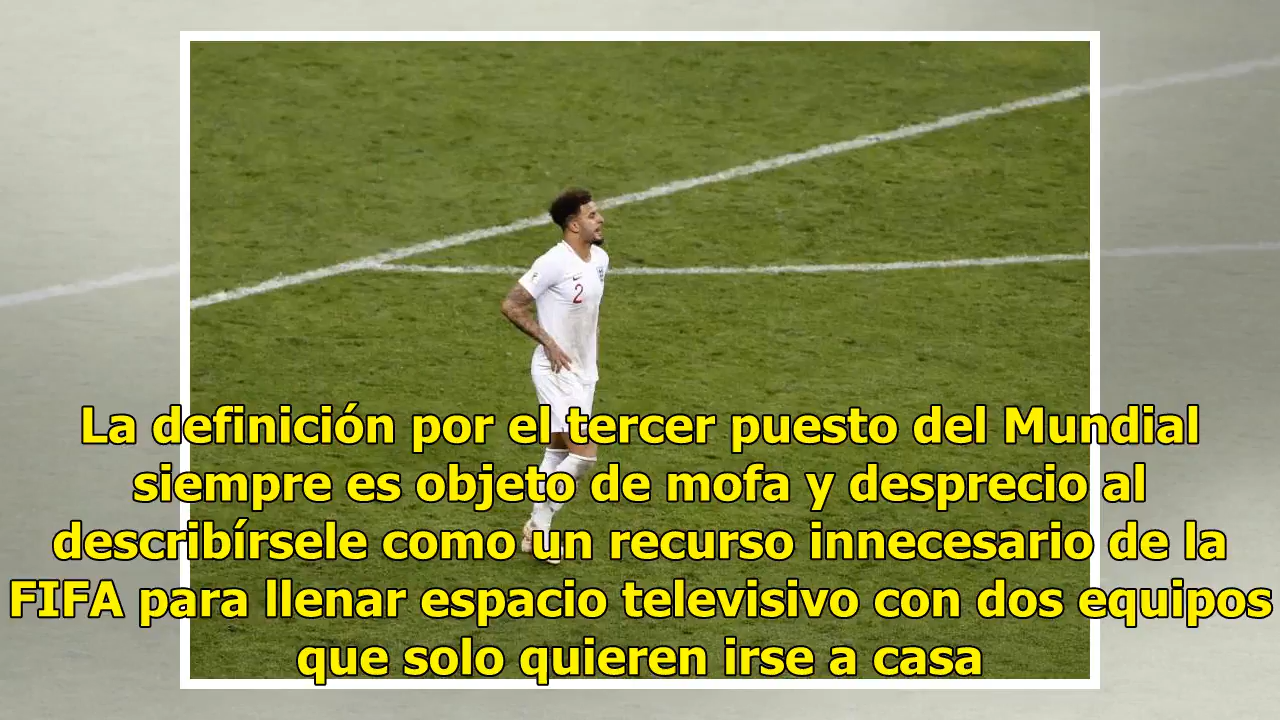 2
La definición por el tercer puesto del Mundial
siempre es objeto de mofa y desprecio al
describírsele como un recurso innecesario de la
FIFA para llenar espacio televisivo con dos equipos
que solo quieren irse a casa